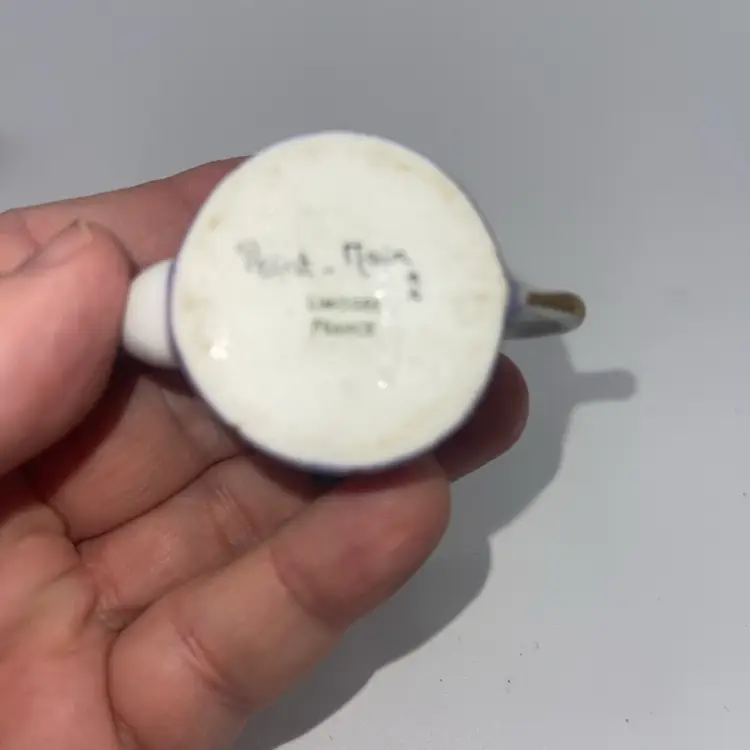 Peint - Main
LIMOGES
FRANCE